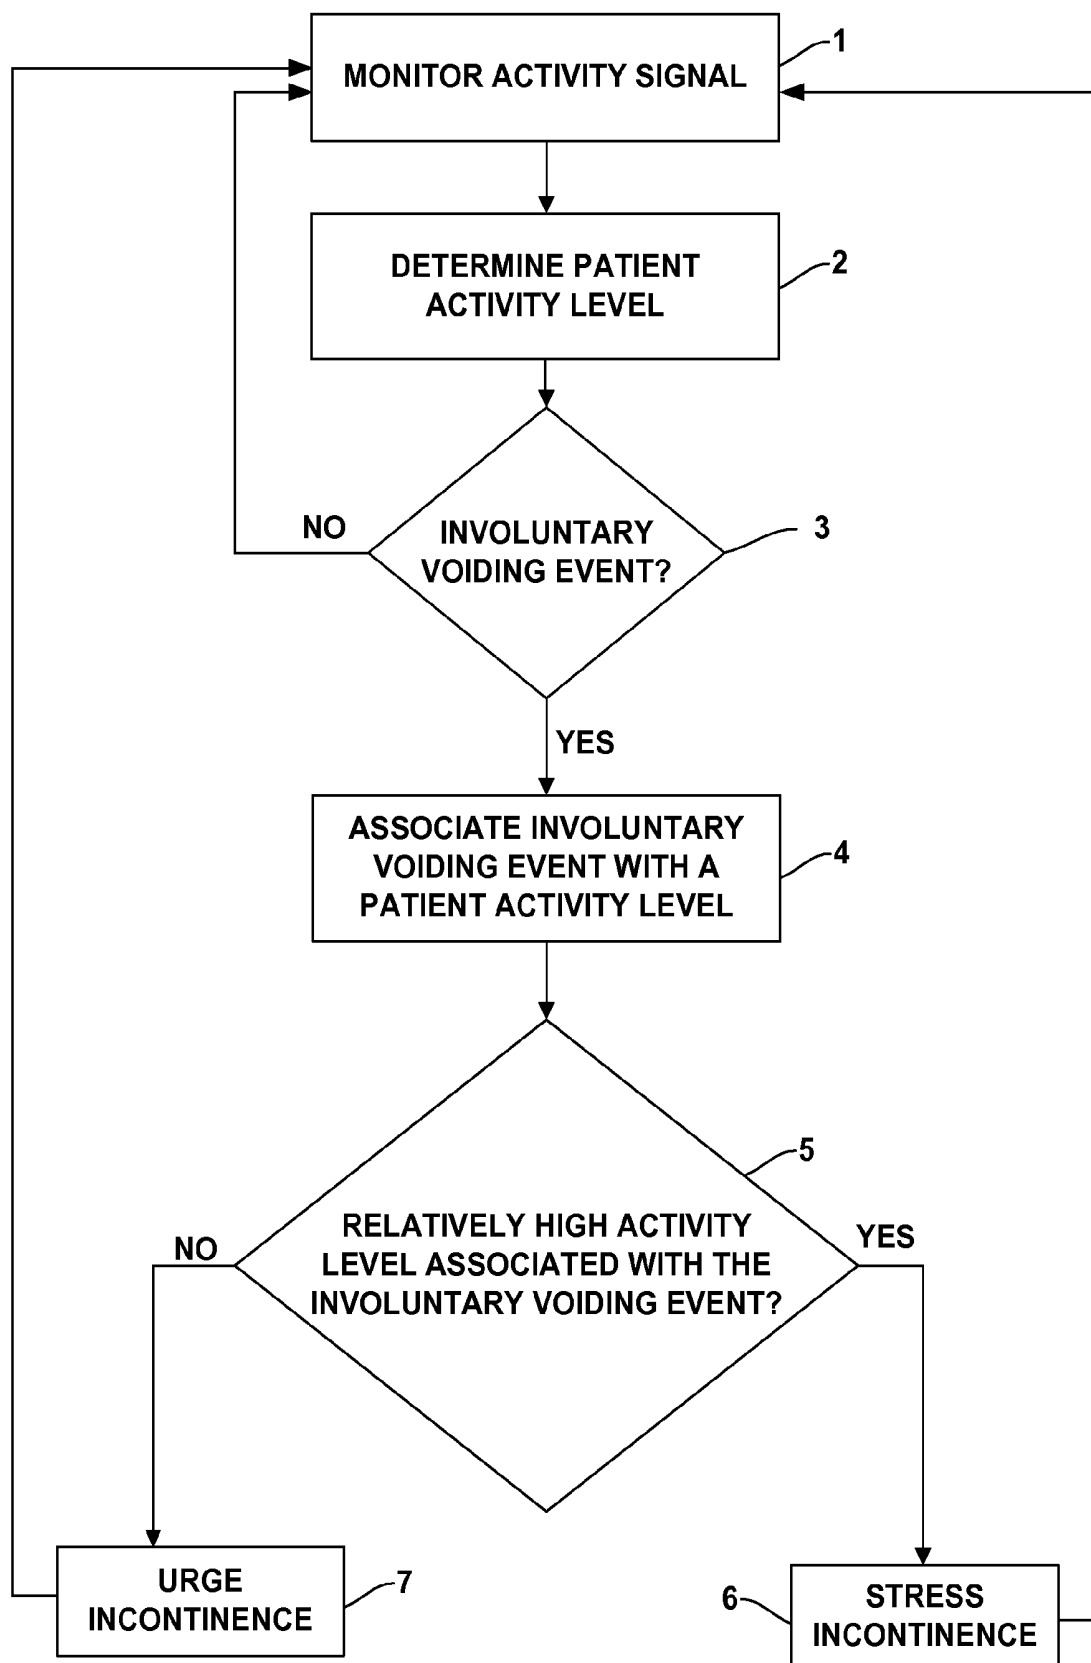 MONITOR ACTIVITY SIGNAL
1
DETERMINE PATIENT
ACTIVITY LEVEL
2
INVOLUNTARY
VOIDING EVENT?
3
NO
YES
ASSOCIATE INVOLUNTARY
VOIDING EVENT WITH A
PATIENT ACTIVITY LEVEL
4
5
RELATIVELY HIGH ACTIVITY
LEVEL ASSOCIATED WITH THE
INVOLUNTARY VOIDING EVENT?
NO
YES
URGE
INCONTINENCE
7
6
STRESS
INCONTINENCE